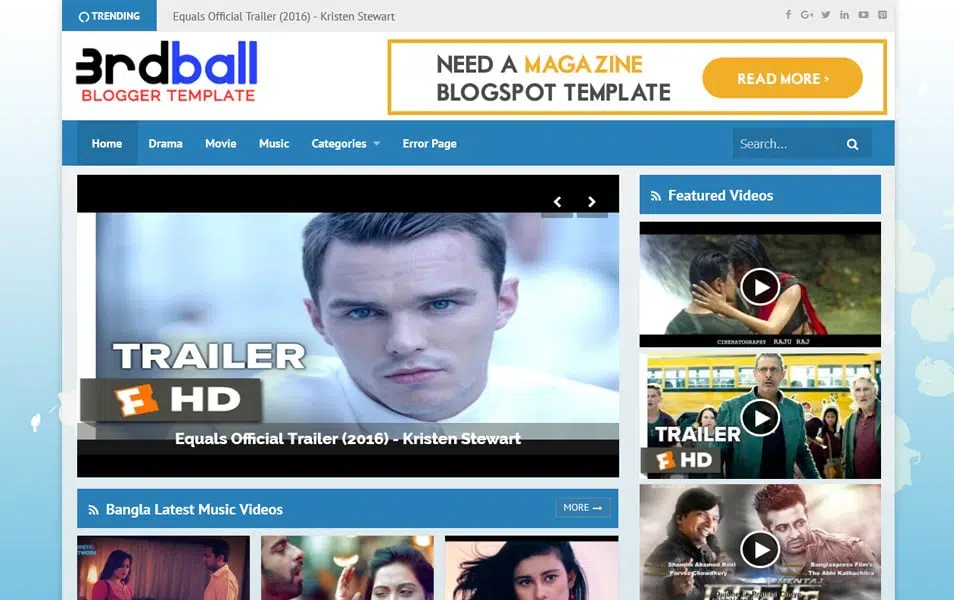 TRENDING
Equals Official Trailer (2016) - Kristen Stewart
3rdball
BLOGGER TEMPLATE
NEED A MAGAZINE
BLOGSPOT TEMPLATE
READ MORE ›
Home
Drama
Movie
Music
Categories
Error Page
Search...
TRAILER
HD
Equals Official Trailer (2016) - Kristen Stewart
Featured Videos
CINEMATOGRAPHY RAJU RAJ
TRAILER
HD
Bangla Latest Music Videos
MORE